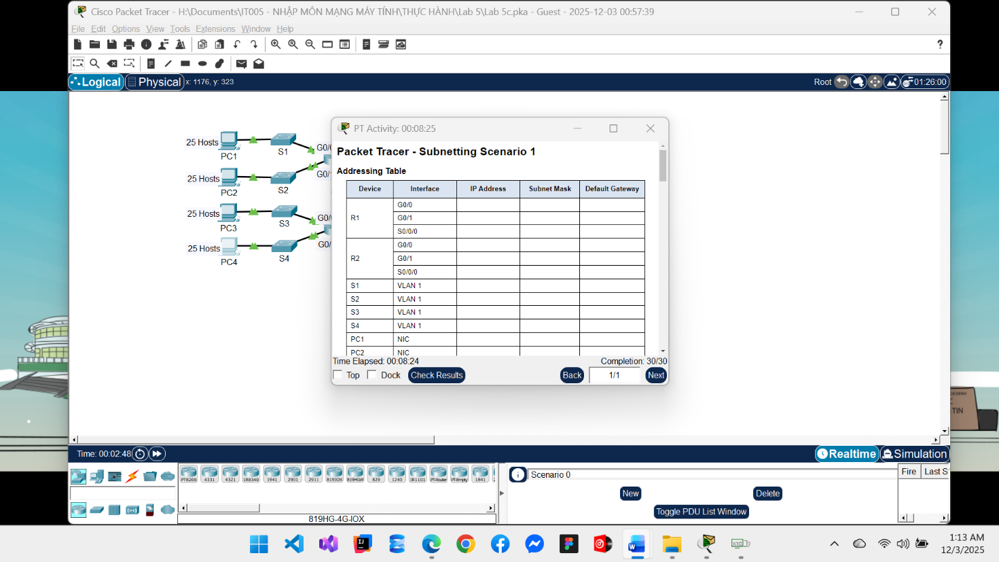 Cisco Packet Tracer - H:\Documents\IT005 - NHẬP MÔN MẠNG MÁY TÍNH\THỰC HÀNH\Lab 5\Lab 5c.pka - Guest - 2025-12-03 00:57:39
File Edit Options View Tools Extensions Window Help
?
Logical Physical x: 1176, y: 323 Root 01:26:00
25 Hosts
PC1
S1
G0/0
25 Hosts
PC2
S2
G0/
25 Hosts
PC3
S3
G0/
25 Hosts
PC4
S4
G0/
PT Activity: 00:08:25
Packet Tracer - Subnetting Scenario 1
Addressing Table
Device Interface IP Address Subnet Mask Default Gateway
R1
G0/0
G0/1
S0/0/0
R2
G0/0
G0/1
S0/0/0
S1 VLAN 1
S2 VLAN 1
S3 VLAN 1
S4 VLAN 1
PC1 NIC
PC2 NIC
Time Elapsed: 00:08:24 Completion: 30/30
Top Dock Check Results Back 1/1 Next
TIN
Time: 00:02:48 Realtime Simulation
PT8200 4331 4321 IR8340 1941 2901 2911 819IOX 819HGW 829 1240 IR1101 PT-Router PT-Empty 1841
819HG-4G-IOX
Scenario 0
New Delete
Toggle PDU List Window
Fire Last S
1:13 AM
12/3/2025